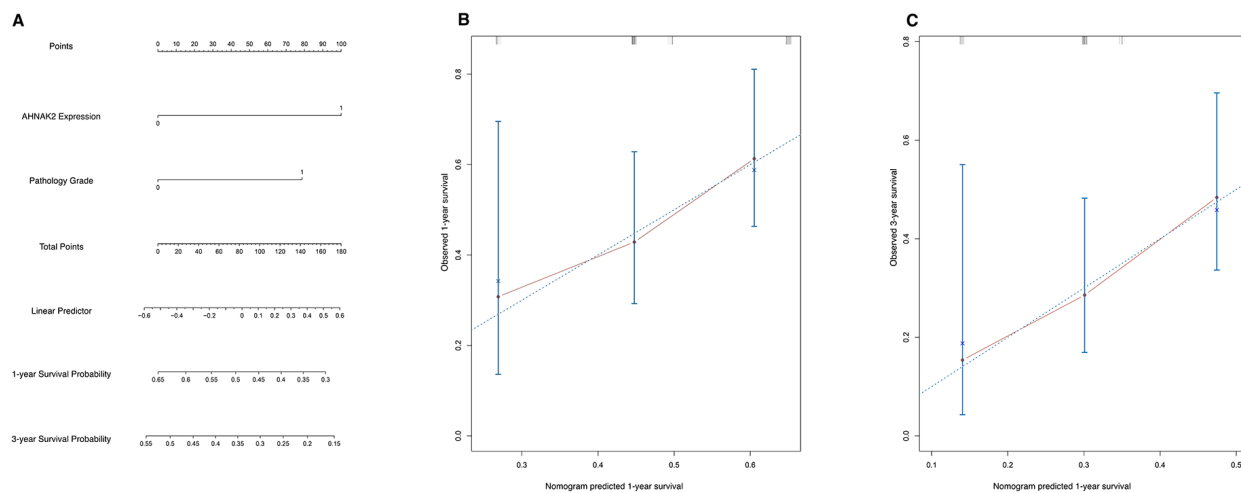 A
Points
0 10 20 30 40 50 60 70 80 90 100
AHNAK2 Expression
0
1
Pathology Grade
0
1
Total Points
0 20 40 60 80 100 120 140 160 180
Linear Predictor
−0.6 −0.4 −0.2 0 0.1 0.2 0.3 0.4 0.5 0.6
1-year Survival Probability
0.65 0.6 0.55 0.5 0.45 0.4 0.35 0.3
3-year Survival Probability
0.55 0.5 0.45 0.4 0.35 0.3 0.25 0.2 0.15
B
Observed 1-year survival
0.8
0.6
0.4
0.2
0.0
0.3 0.4 0.5 0.6
Nomogram predicted 1-year survival
C
Observed 3-year survival
0.8
0.6
0.4
0.2
0.0
0.1 0.2 0.3 0.4 0.5
Nomogram predicted 1-year survival